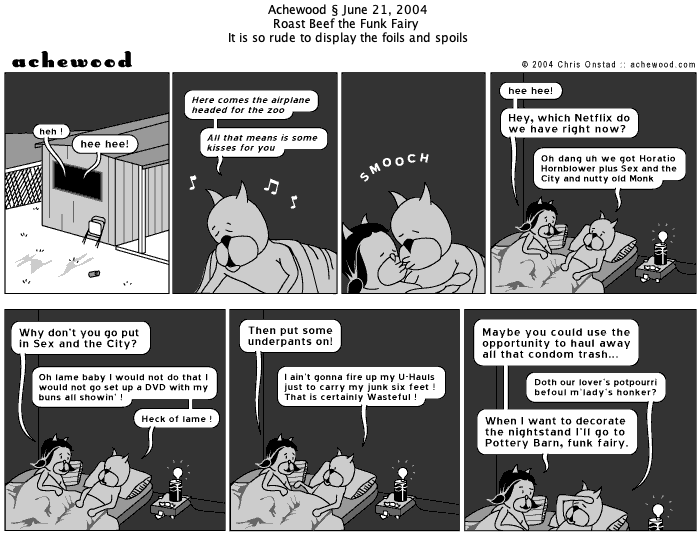 Achewood § June 21, 2004
Roast Beef the Funk Fairy
It is so rude to display the foils and spoils
achewood
© 2004 Chris Onstad :: achewood.com
heh !
hee hee!
Here comes the airplane
headed for the zoo
All that means is some
kisses for you
SMOOCH
hee hee!
Hey, which Netflix do
we have right now?
Oh dang uh we got Horatio
Hornblower plus Sex and the
City and nutty old Monk
Why don't you go put
in Sex and the City?
Oh lame baby I would not do that I
would not go set up a DVD with my
buns all showin' !
Heck of lame !
Then put some
underpants on!
I ain't gonna fire up my U-Hauls
just to carry my junk six feet !
That is certainly Wasteful !
Maybe you could use the
opportunity to haul away
all that condom trash...
Doth our lover's potpourri
befoul m'lady's honker?
When I want to decorate
the nightstand I'll go to
Pottery Barn, funk fairy.